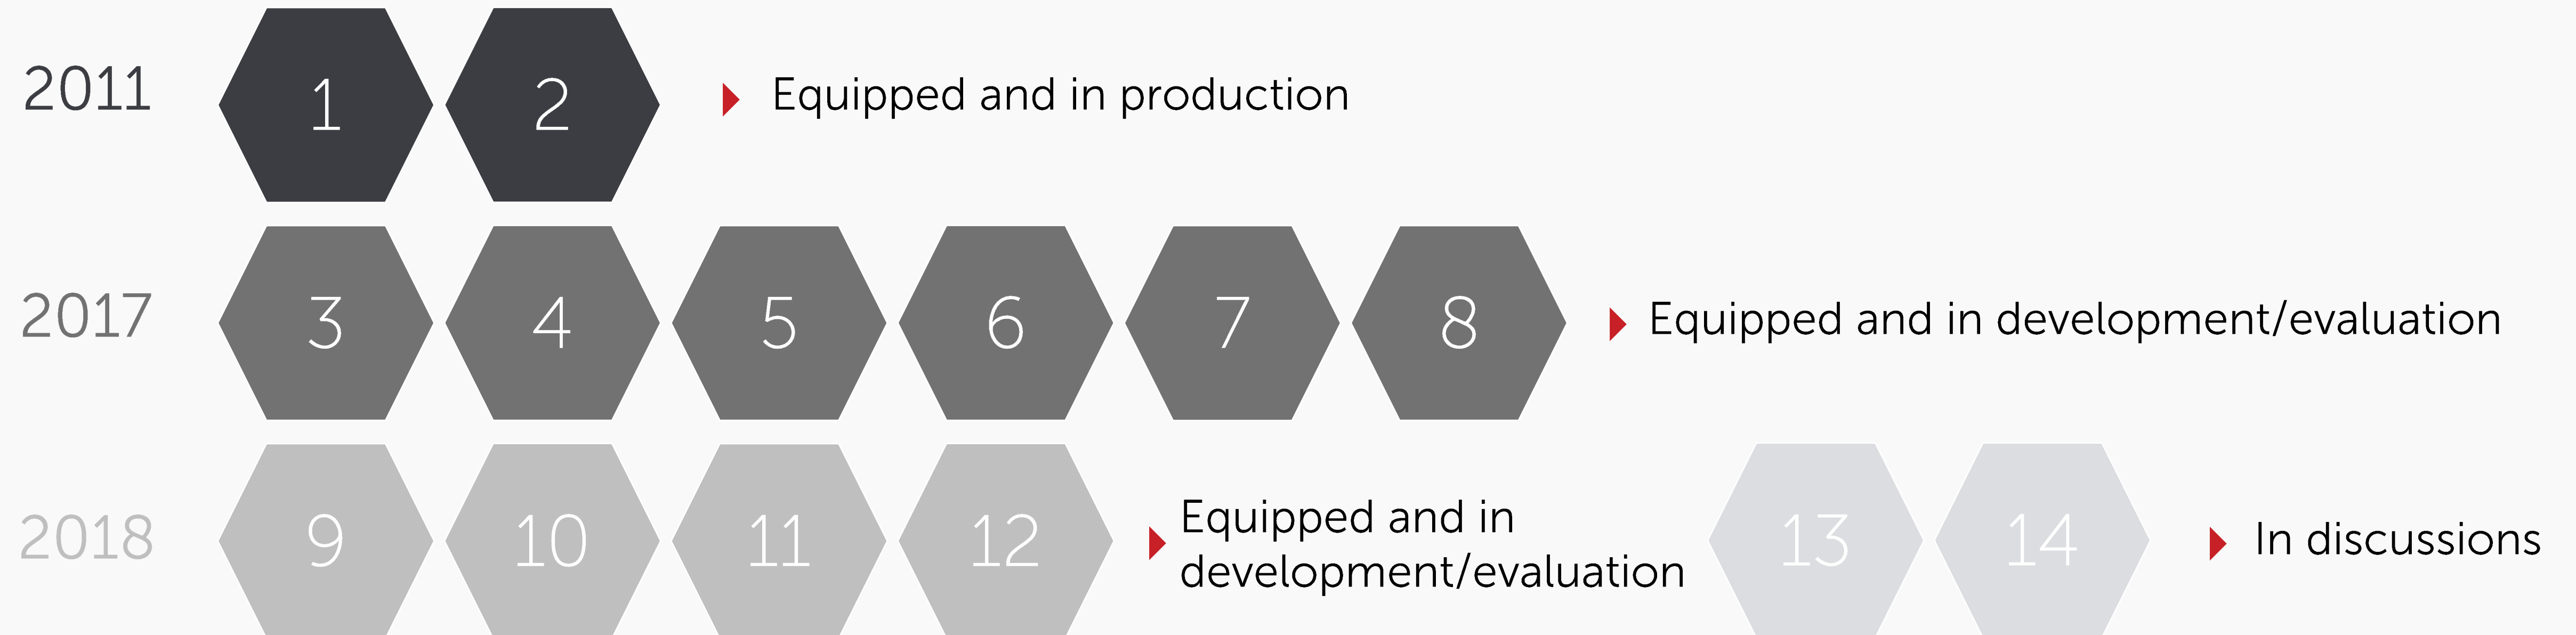 2011 1 2 Equipped and in production
2017 3 4 5 6 7 8 Equipped and in development/evaluation
2018 9 10 11 12 Equipped and in
development/evaluation
13 14 In discussions